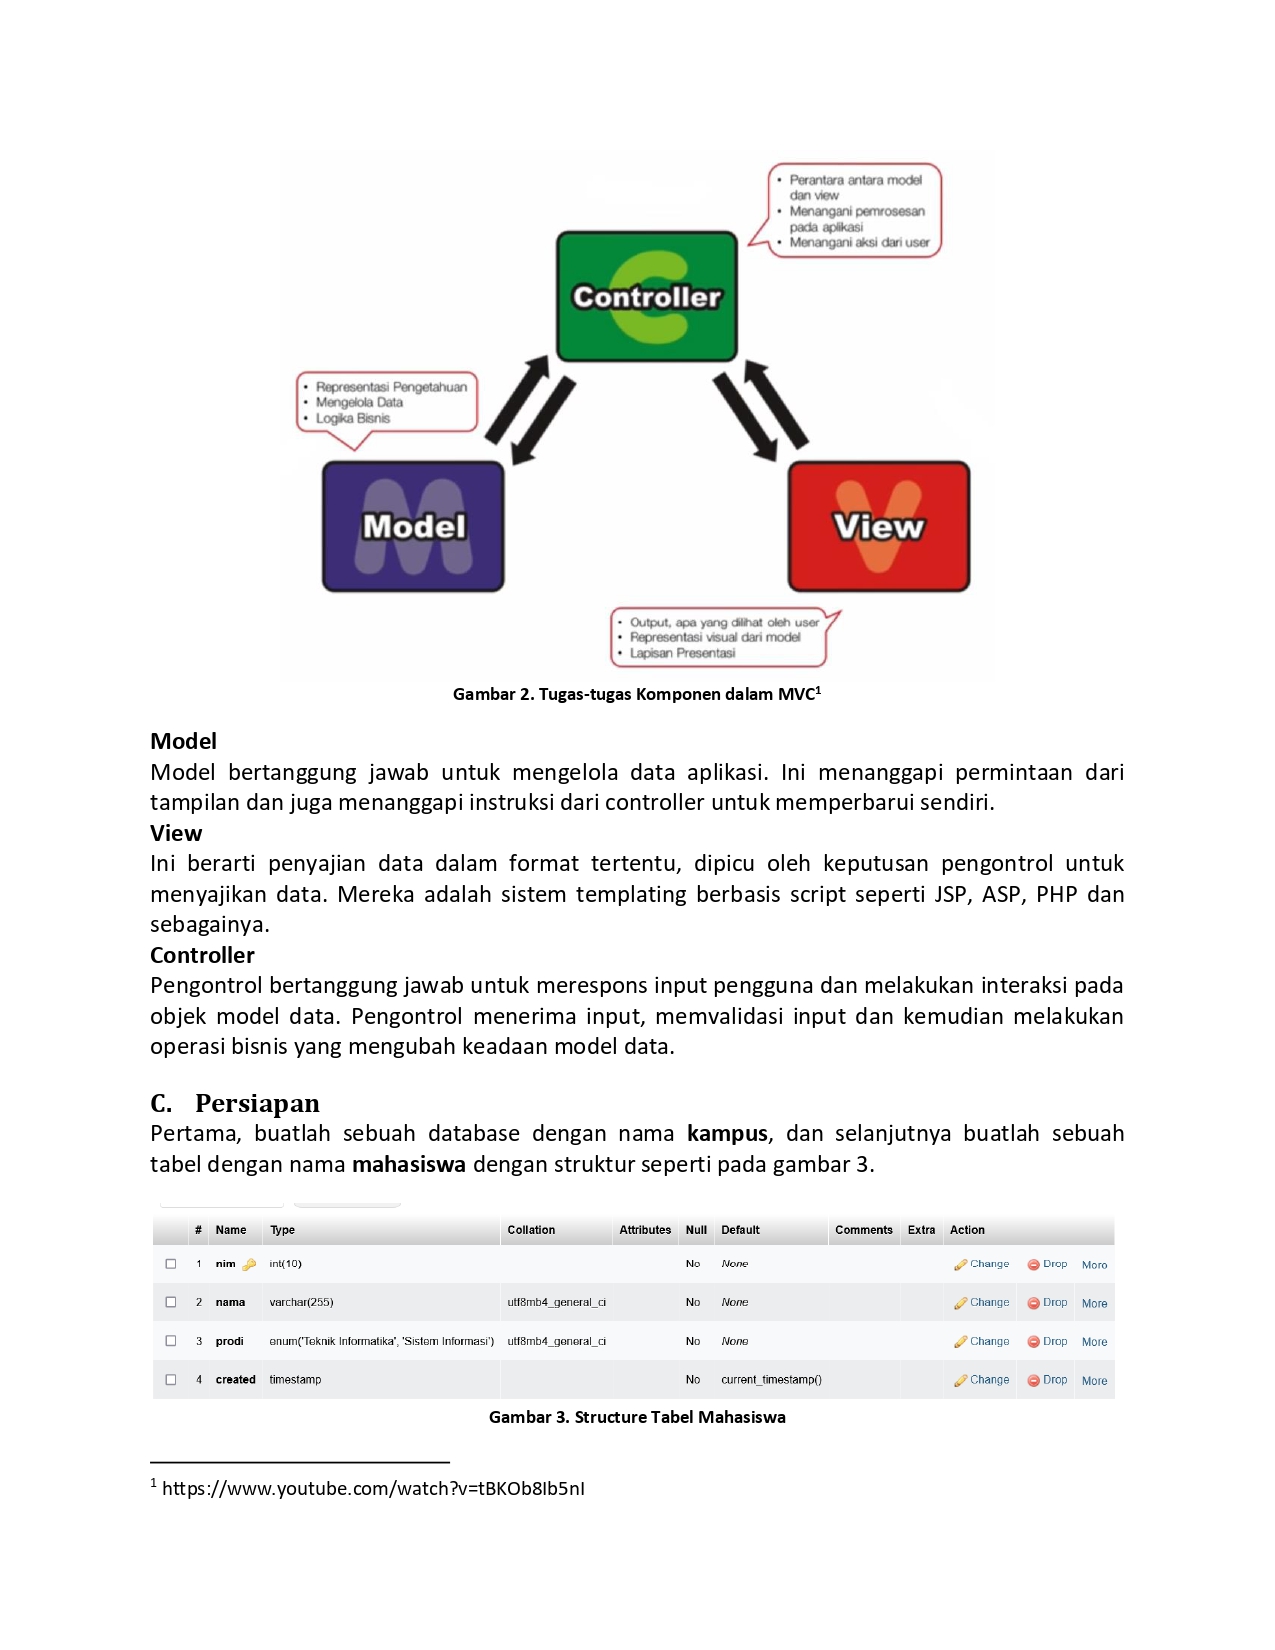 • Perantara antara model
dan view
• Menangani pemrosesan
pada aplikasi
• Menangani aksi dari user
Controller
• Representasi Pengetahuan
• Mengelola Data
• Logika Bisnis
Model
View
• Output, apa yang dilihat oleh user
• Representasi visual dari model
• Lapisan Presentasi
Gambar 2. Tugas-tugas Komponen dalam MVC¹
Model
Model bertanggung jawab untuk mengelola data aplikasi. Ini menanggapi permintaan dari
tampilan dan juga menanggapi instruksi dari controller untuk memperbarui sendiri.
View
Ini berarti penyajian data dalam format tertentu, dipicu oleh keputusan pengontrol untuk
menyajikan data. Mereka adalah sistem templating berbasis script seperti JSP, ASP, PHP dan
sebagainya.
Controller
Pengontrol bertanggung jawab untuk merespons input pengguna dan melakukan interaksi pada
objek model data. Pengontrol menerima input, memvalidasi input dan kemudian melakukan
operasi bisnis yang mengubah keadaan model data.
C. Persiapan
Pertama, buatlah sebuah database dengan nama kampus, dan selanjutnya buatlah sebuah
tabel dengan nama mahasiswa dengan struktur seperti pada gambar 3.
# Name Type Collation Attributes Null Default Comments Extra Action
1 nim int(10) No None Change Drop More
2 nama varchar(255) utf8mb4_general_ci No None Change Drop More
3 prodi enum('Teknik Informatika', 'Sistem Informasi') utf8mb4_general_ci No None Change Drop More
4 created timestamp No current_timestamp() Change Drop More
Gambar 3. Structure Tabel Mahasiswa
¹ https://www.youtube.com/watch?v=tBKOb8Ib5nI